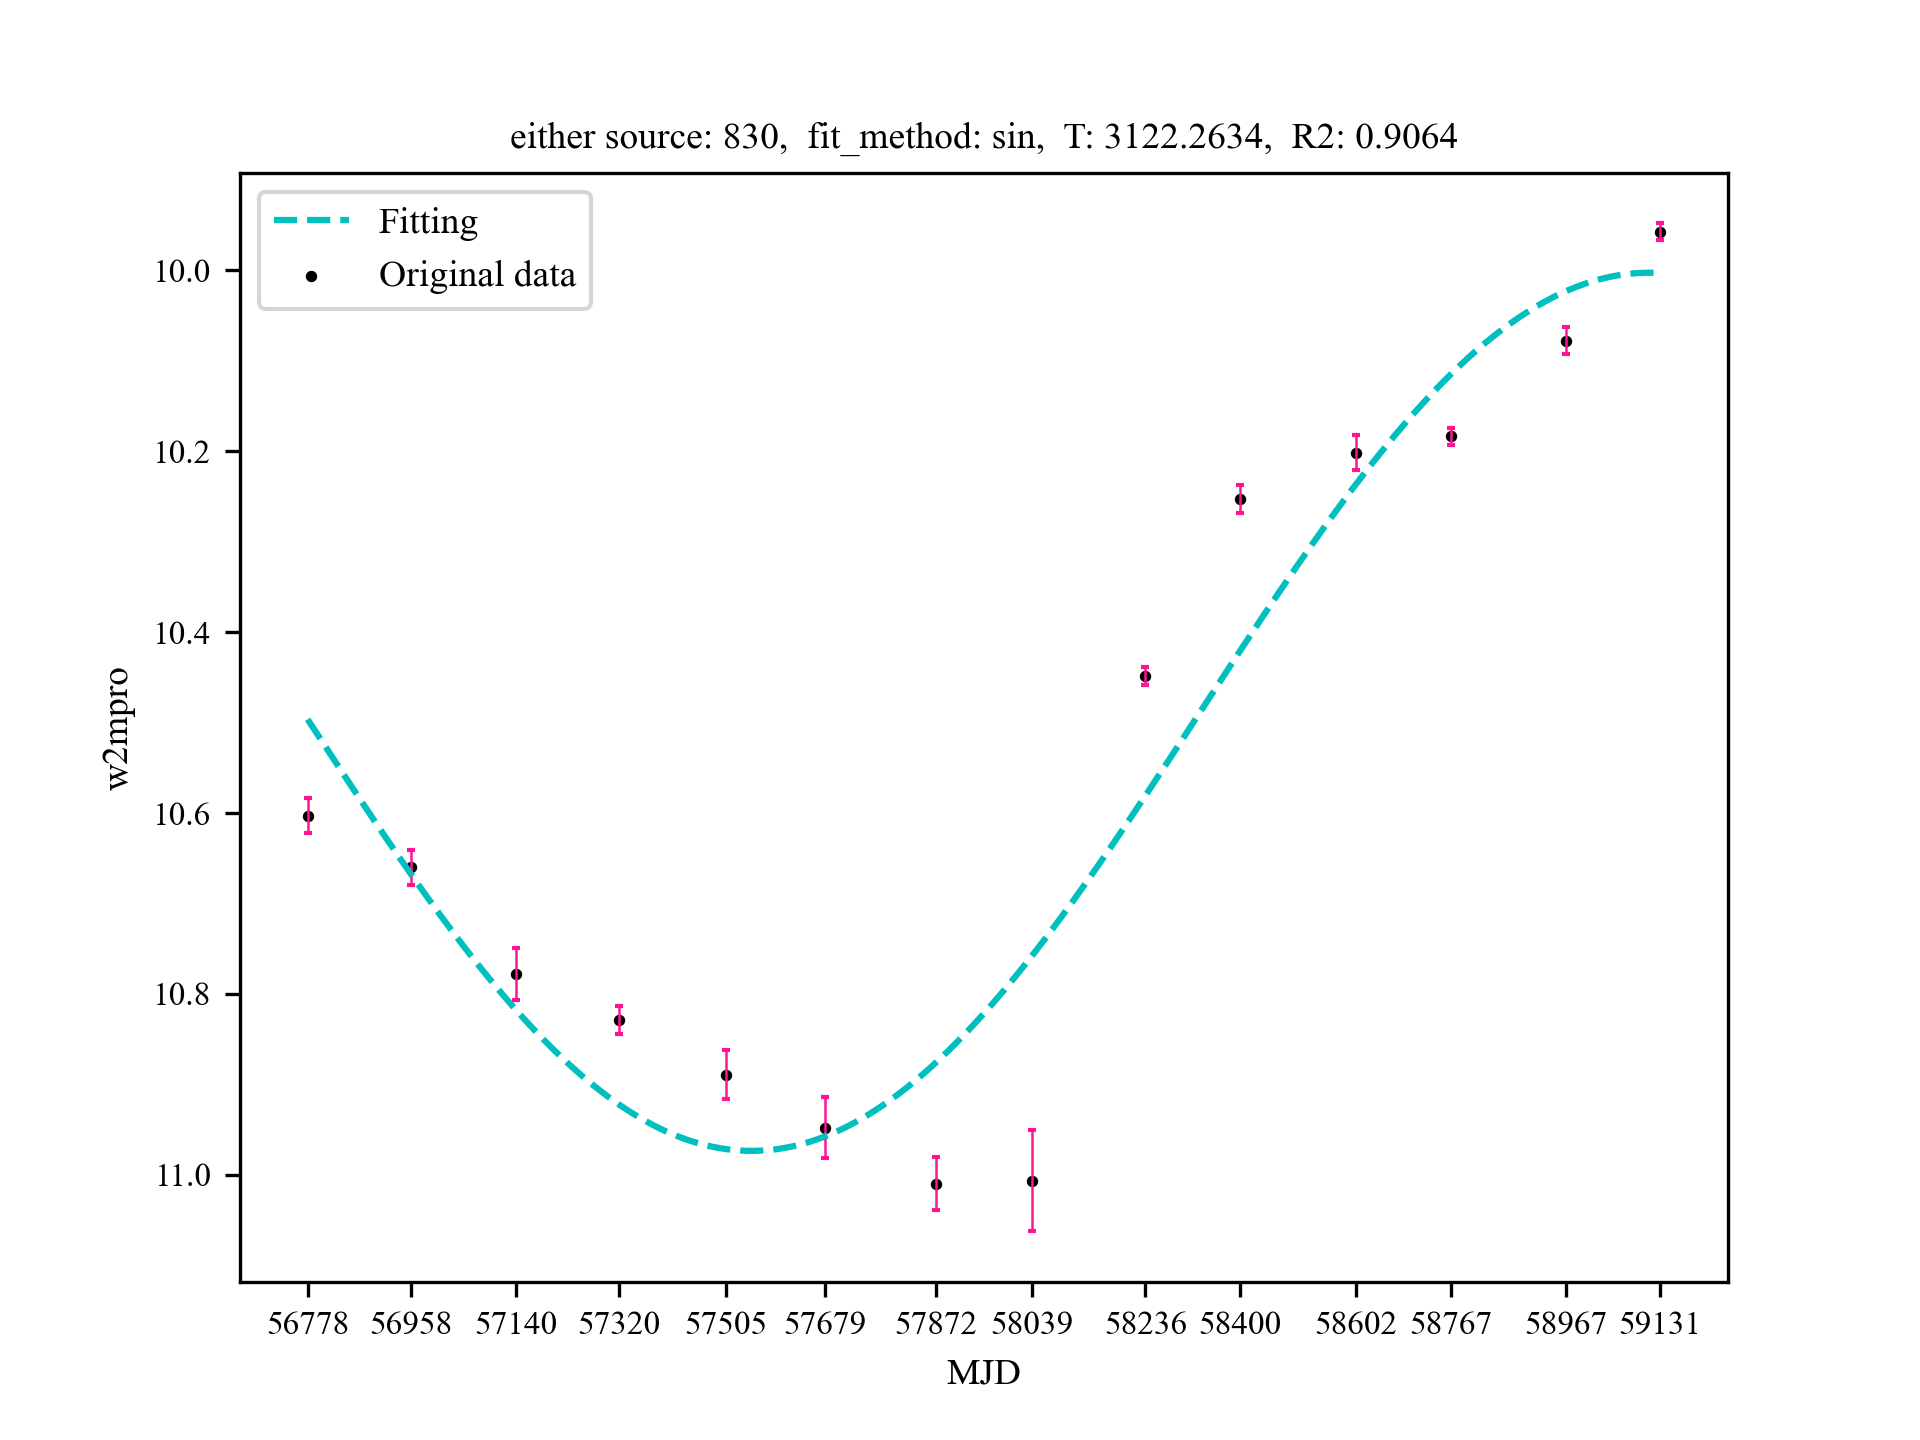 either source: 830,  fit_method: sin,  T: 3122.2634,  R2: 0.9064
Fitting
Original data
10.0
10.2
10.4
10.6
10.8
11.0
w2mpro
56778 56958 57140 57320 57505 57679 57872 58039 58236 58400 58602 58767 58967 59131
MJD